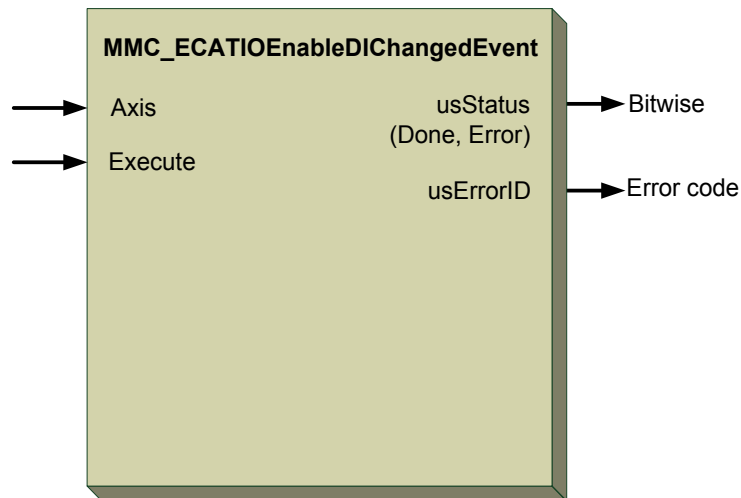 MMC_ECATIOEnableDIChangedEvent
Axis
Execute
usStatus
(Done, Error)
usErrorID
Bitwise
Error code